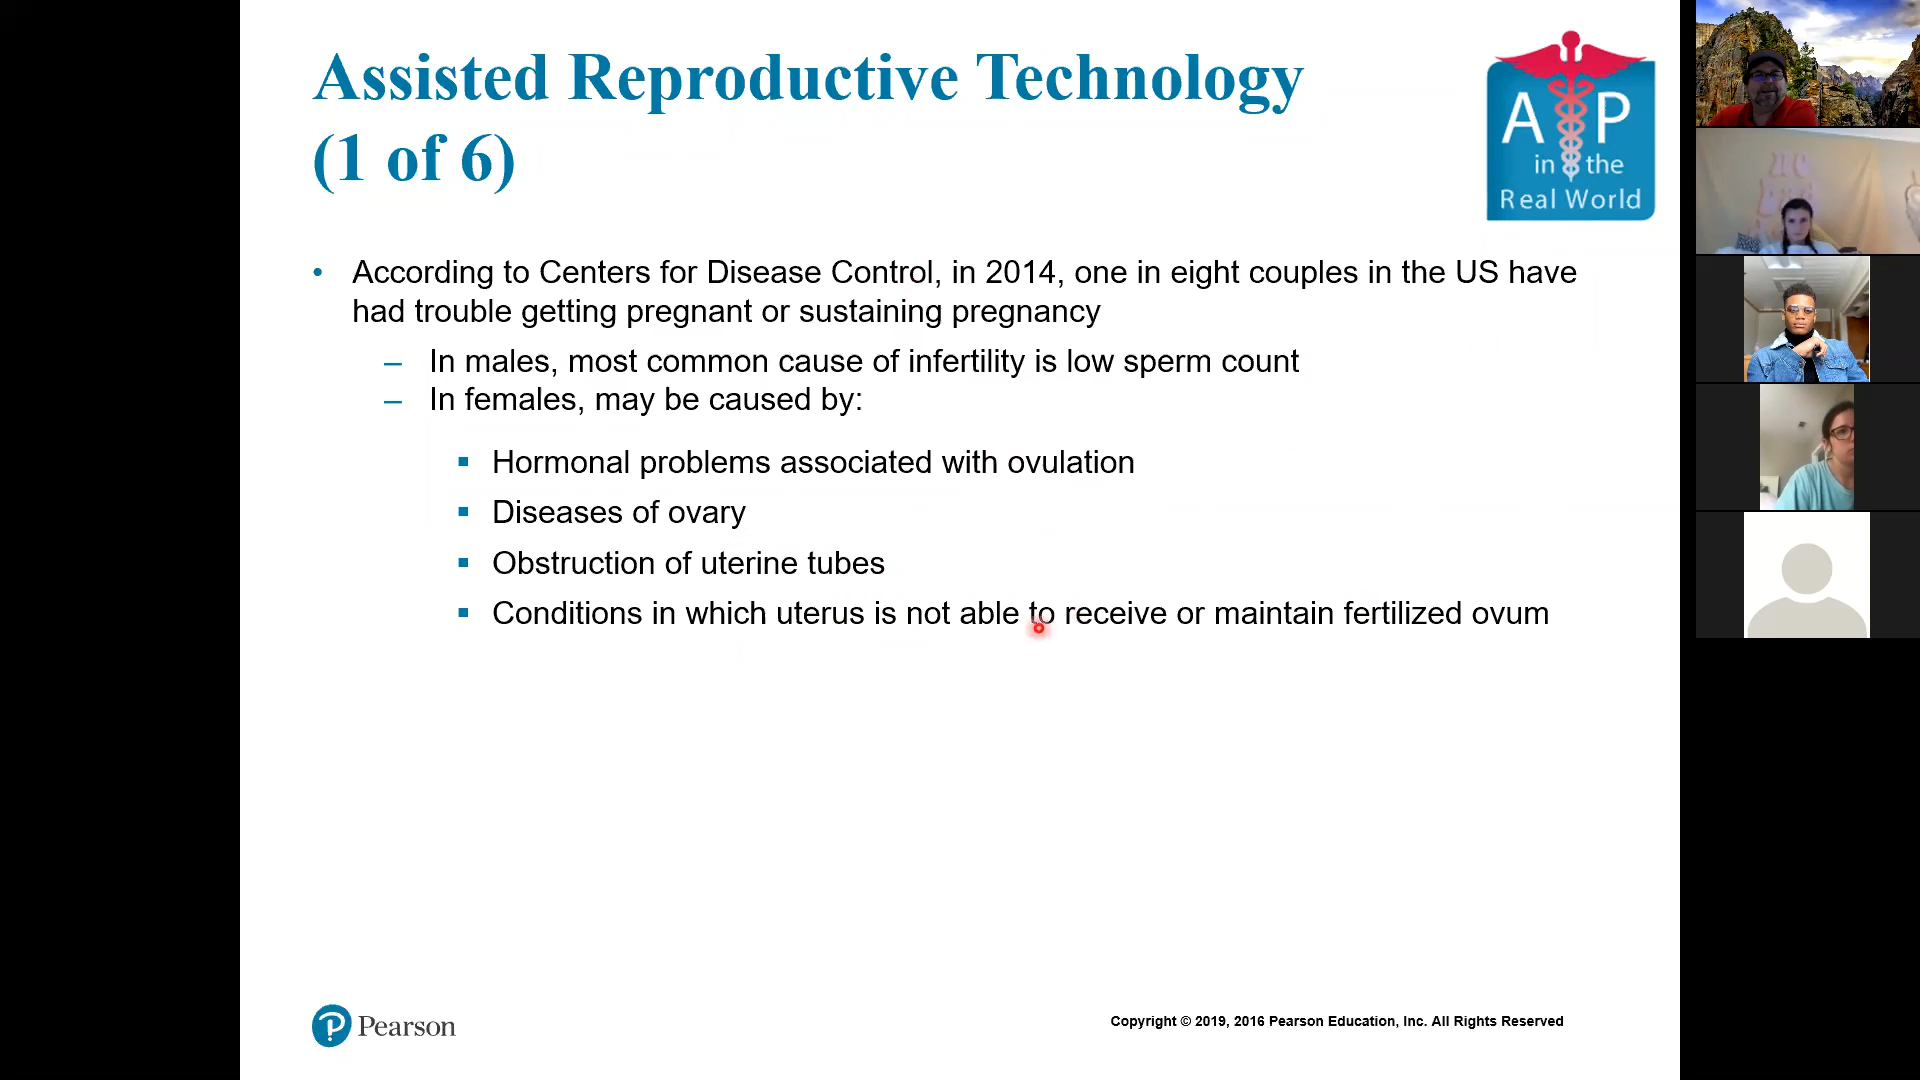 Assisted Reproductive Technology
(1 of 6)
A P
in the
Real World
• According to Centers for Disease Control, in 2014, one in eight couples in the US have
had trouble getting pregnant or sustaining pregnancy
– In males, most common cause of infertility is low sperm count
– In females, may be caused by:
▪ Hormonal problems associated with ovulation
▪ Diseases of ovary
▪ Obstruction of uterine tubes
▪ Conditions in which uterus is not able to receive or maintain fertilized ovum
Pearson
Copyright © 2019, 2016 Pearson Education, Inc. All Rights Reserved